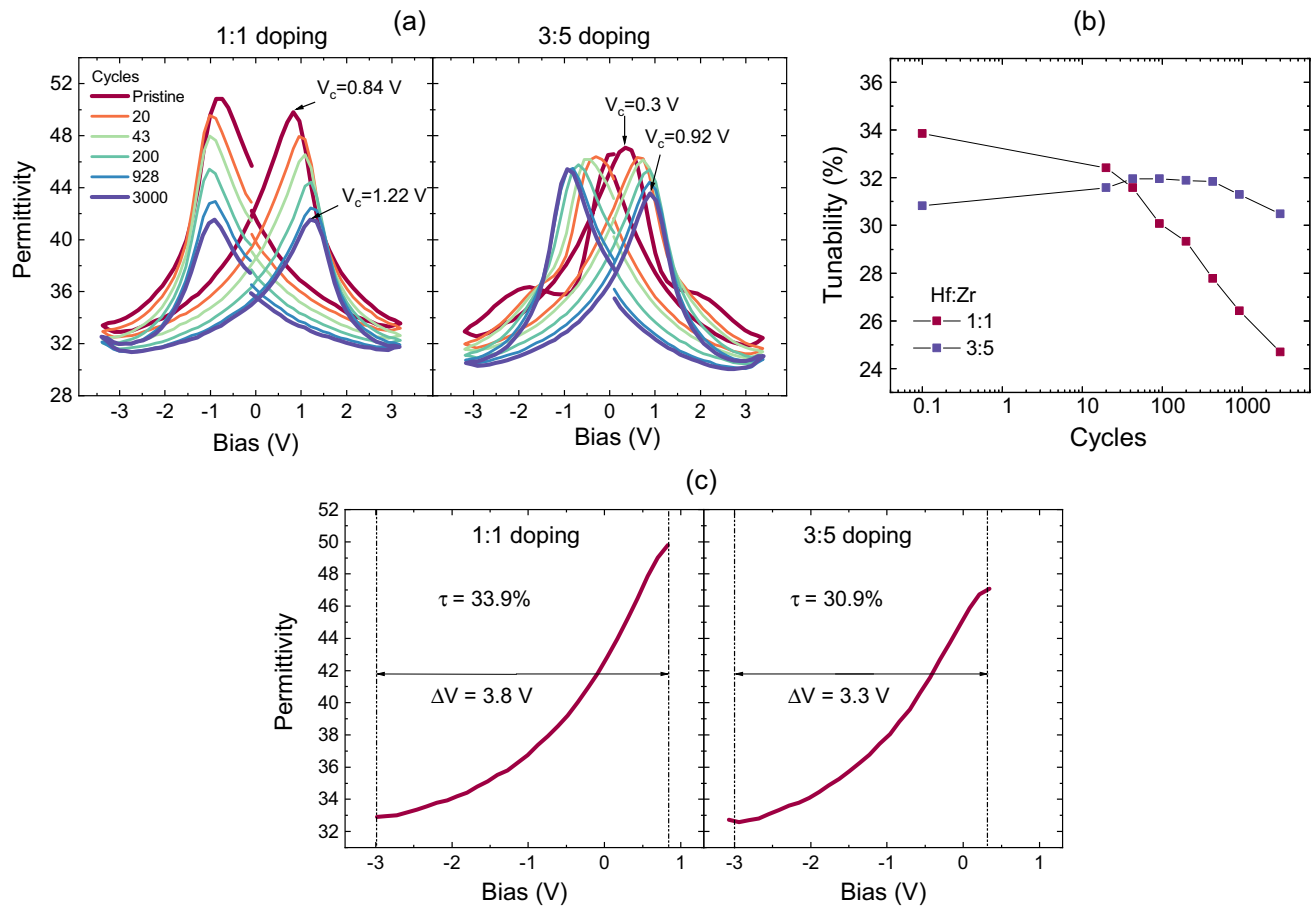 (a)
1:1 doping
3:5 doping
Permittivity
52
48
44
40
36
32
28
Cycles
Pristine
20
43
200
928
3000
V_c=0.84 V
V_c=1.22 V
V_c=0.3 V
V_c=0.92 V
-3 -2 -1 0 1 2 3
-3 -2 -1 0 1 2 3
Bias (V)
Bias (V)
(b)
Tunability (%)
36
34
32
30
28
26
24
Hf:Zr
1:1
3:5
0.1 1 10 100 1000
Cycles
(c)
Permittivity
52
50
48
46
44
42
40
38
36
34
32
1:1 doping
τ = 33.9%
ΔV = 3.8 V
3:5 doping
τ = 30.9%
ΔV = 3.3 V
-3 -2 -1 0 1
-3 -2 -1 0 1
Bias (V)
Bias (V)